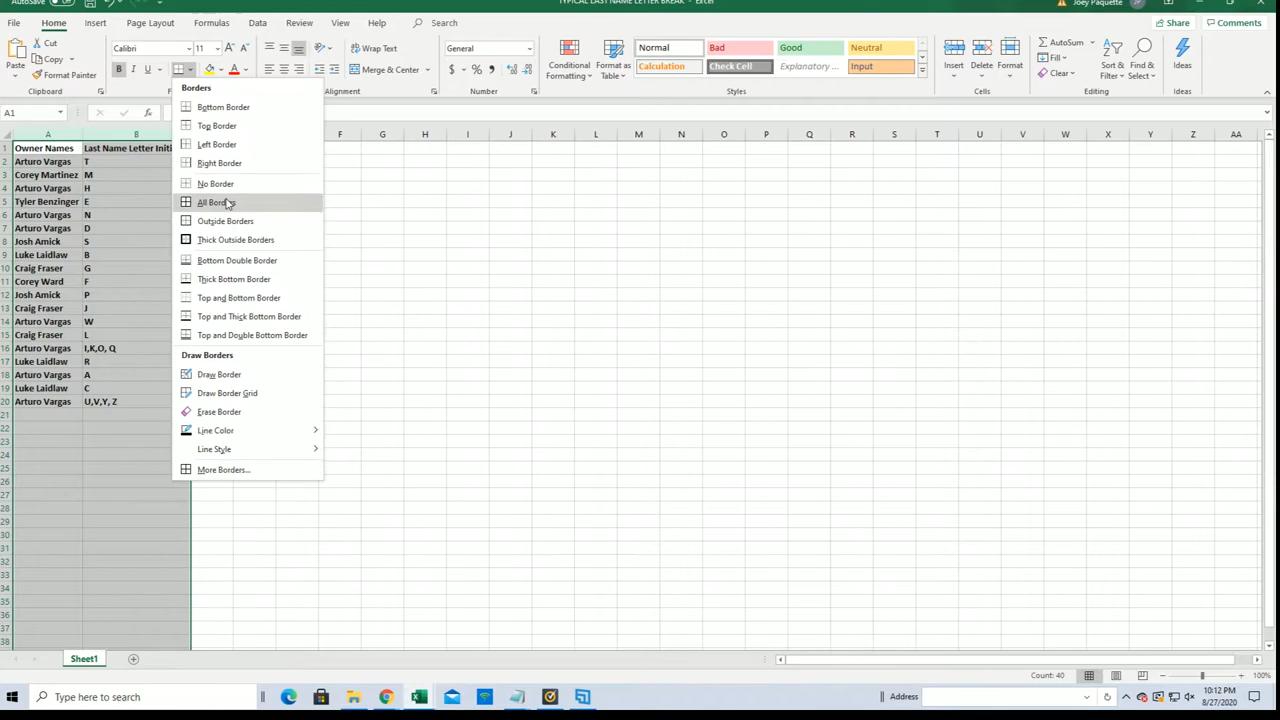 AutoSave TYPICAL LAST NAME LETTER BREAK - Excel Joey Paquette JP
File Home Insert Page Layout Formulas Data Review View Help Search Share Comments
Paste Cut Copy Format Painter Clipboard
Calibri 11 A A B I U A
Wrap Text Merge & Center Alignment
General $ % , Number
Conditional Formatting Format as Table
Normal Bad Good Neutral
Calculation Check Cell Explanatory ... Input
Styles
Insert Delete Format Cells
AutoSum Fill Clear Sort & Filter Find & Select Editing
Ideas Ideas
A1 fx
A B F G H I J K L M N O P Q R S T U V W X Y Z AA
1 Owner Names Last Name Letter Initi
2 Arturo Vargas T
3 Corey Martinez M
4 Arturo Vargas H
5 Tyler Benzinger E
6 Arturo Vargas N
7 Arturo Vargas D
8 Josh Amick S
9 Luke Laidlaw B
10 Craig Fraser G
11 Corey Ward F
12 Josh Amick P
13 Craig Fraser J
14 Arturo Vargas W
15 Craig Fraser L
16 Arturo Vargas I,K,O, Q
17 Luke Laidlaw R
18 Arturo Vargas A
19 Luke Laidlaw C
20 Arturo Vargas U,V,Y, Z
21
22
23
24
25
26
27
28
29
30
31
32
33
34
35
36
37
38
Borders
Bottom Border
Top Border
Left Border
Right Border
No Border
All Borders
Outside Borders
Thick Outside Borders
Bottom Double Border
Thick Bottom Border
Top and Bottom Border
Top and Thick Bottom Border
Top and Double Bottom Border
Draw Borders
Draw Border
Draw Border Grid
Erase Border
Line Color
Line Style
More Borders...
Sheet1
Count: 40 100%
Type here to search
Address
10:12 PM
8/27/2020